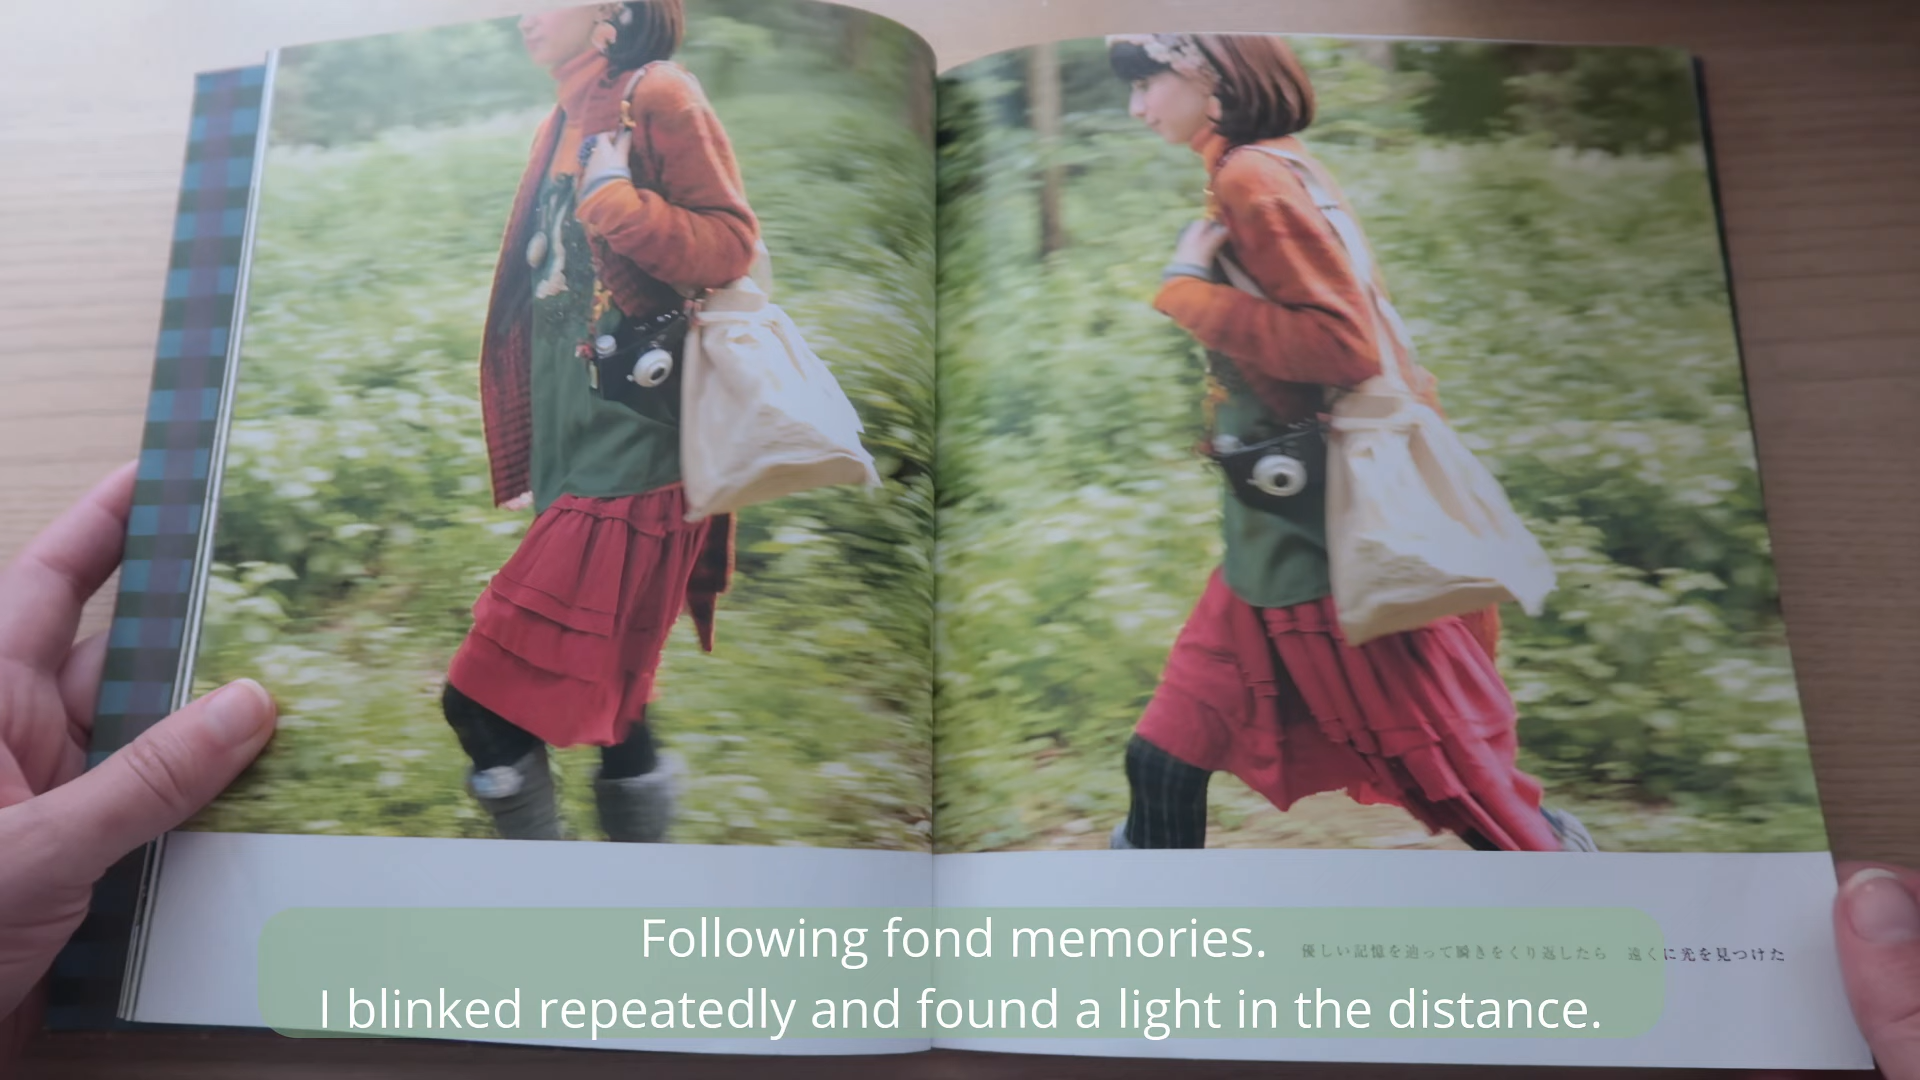 優しい記憶を辿って瞬きをくり返したら　遠くに光を見つけた
Following fond memories.
I blinked repeatedly and found a light in the distance.